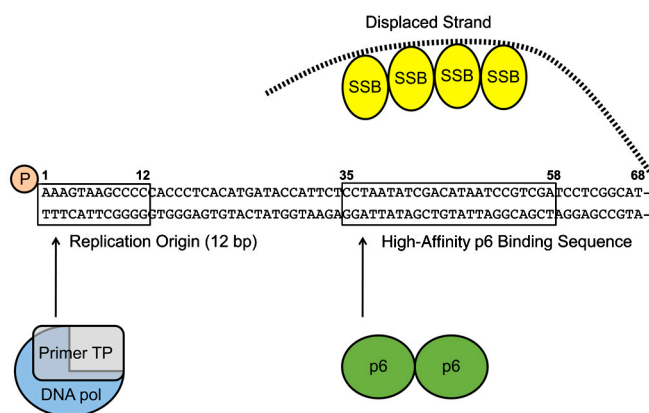 Displaced Strand
SSB SSB SSB SSB
P 1 12 35 58 68
AAAGTAAGCCCCCACCCTCACATGATACCATTCTCCTAATATCGACATAATCCGTCGATCCTCGGCAT-
TTTCATTCGGGGGTGGGAGTGTACTATGGTAAGAGGATTATAGCTGTATTAGGCAGCTAGGAGCCGTA-
Replication Origin (12 bp) High-Affinity p6 Binding Sequence
Primer TP
DNA pol
p6 p6